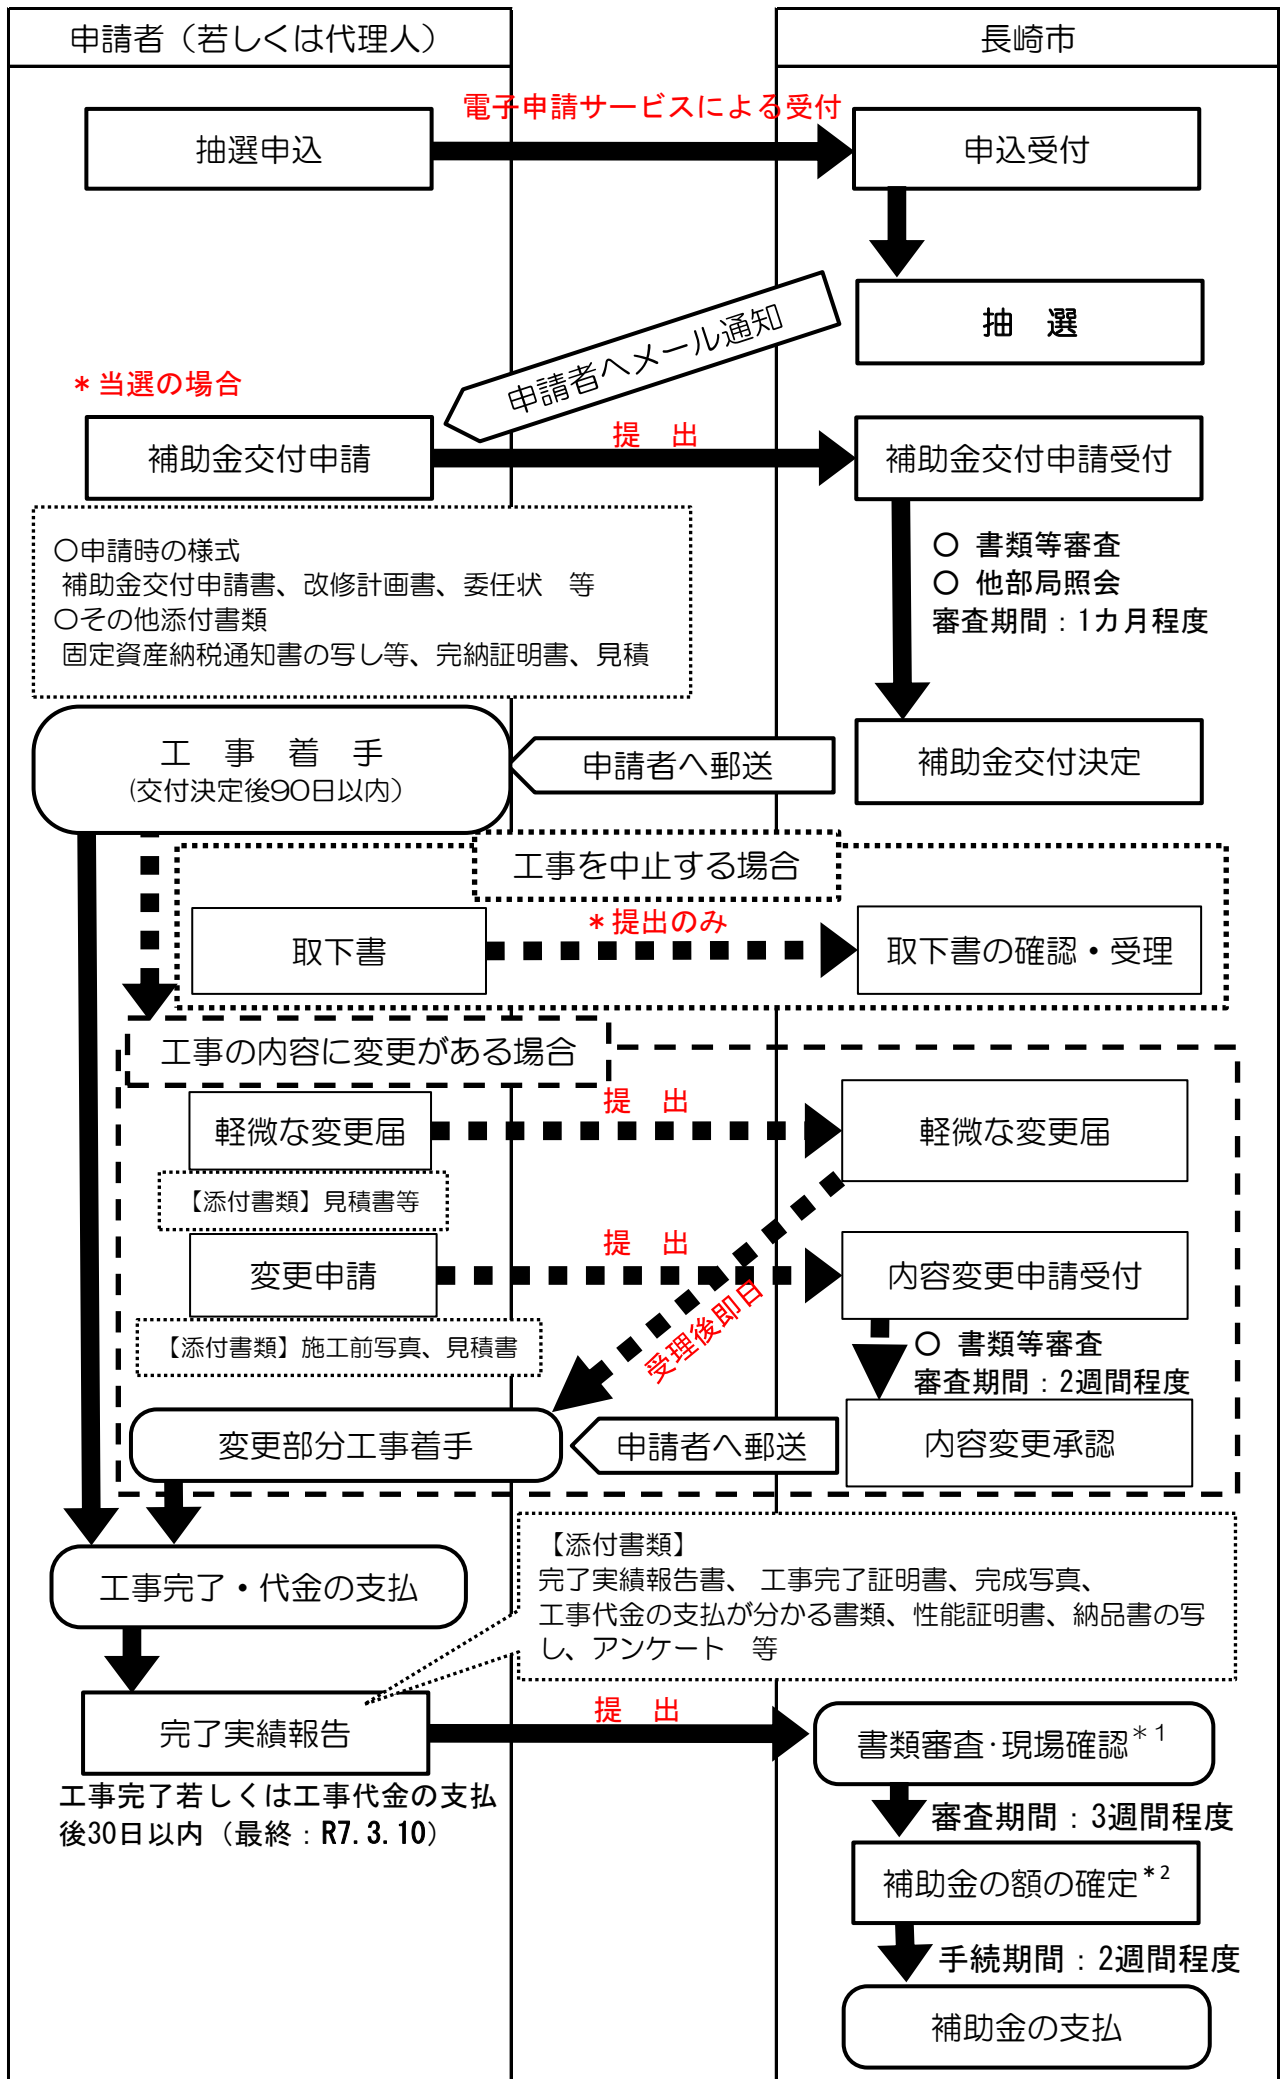 申請者（若しくは代理人）
長崎市
電子申請サービスによる受付
抽選申込
申込受付
抽　選
申請者へメール通知
＊当選の場合
補助金交付申請
提　出
補助金交付申請受付
〇申請時の様式
補助金交付申請書、改修計画書、委任状　等
〇その他添付書類
固定資産納税通知書の写し等、完納証明書、見積
〇 書類等審査
〇 他部局照会
審査期間：1カ月程度
工　事　着　手
(交付決定後90日以内)
申請者へ郵送
補助金交付決定
工事を中止する場合
取下書
＊提出のみ
取下書の確認・受理
工事の内容に変更がある場合
軽微な変更届
提　出
軽微な変更届
【添付書類】見積書等
変更申請
提　出
内容変更申請受付
受理後即日
【添付書類】施工前写真、見積書
〇 書類等審査
審査期間：2週間程度
変更部分工事着手
申請者へ郵送
内容変更承認
工事完了・代金の支払
【添付書類】
完了実績報告書、 工事完了証明書、完成写真、
工事代金の支払が分かる書類、性能証明書、納品書の写
し、アンケート　等
完了実績報告
提　出
書類審査･現場確認＊1
工事完了若しくは工事代金の支払
後30日以内（最終：R7.3.10）
審査期間：3週間程度
補助金の額の確定＊2
手続期間：2週間程度
補助金の支払